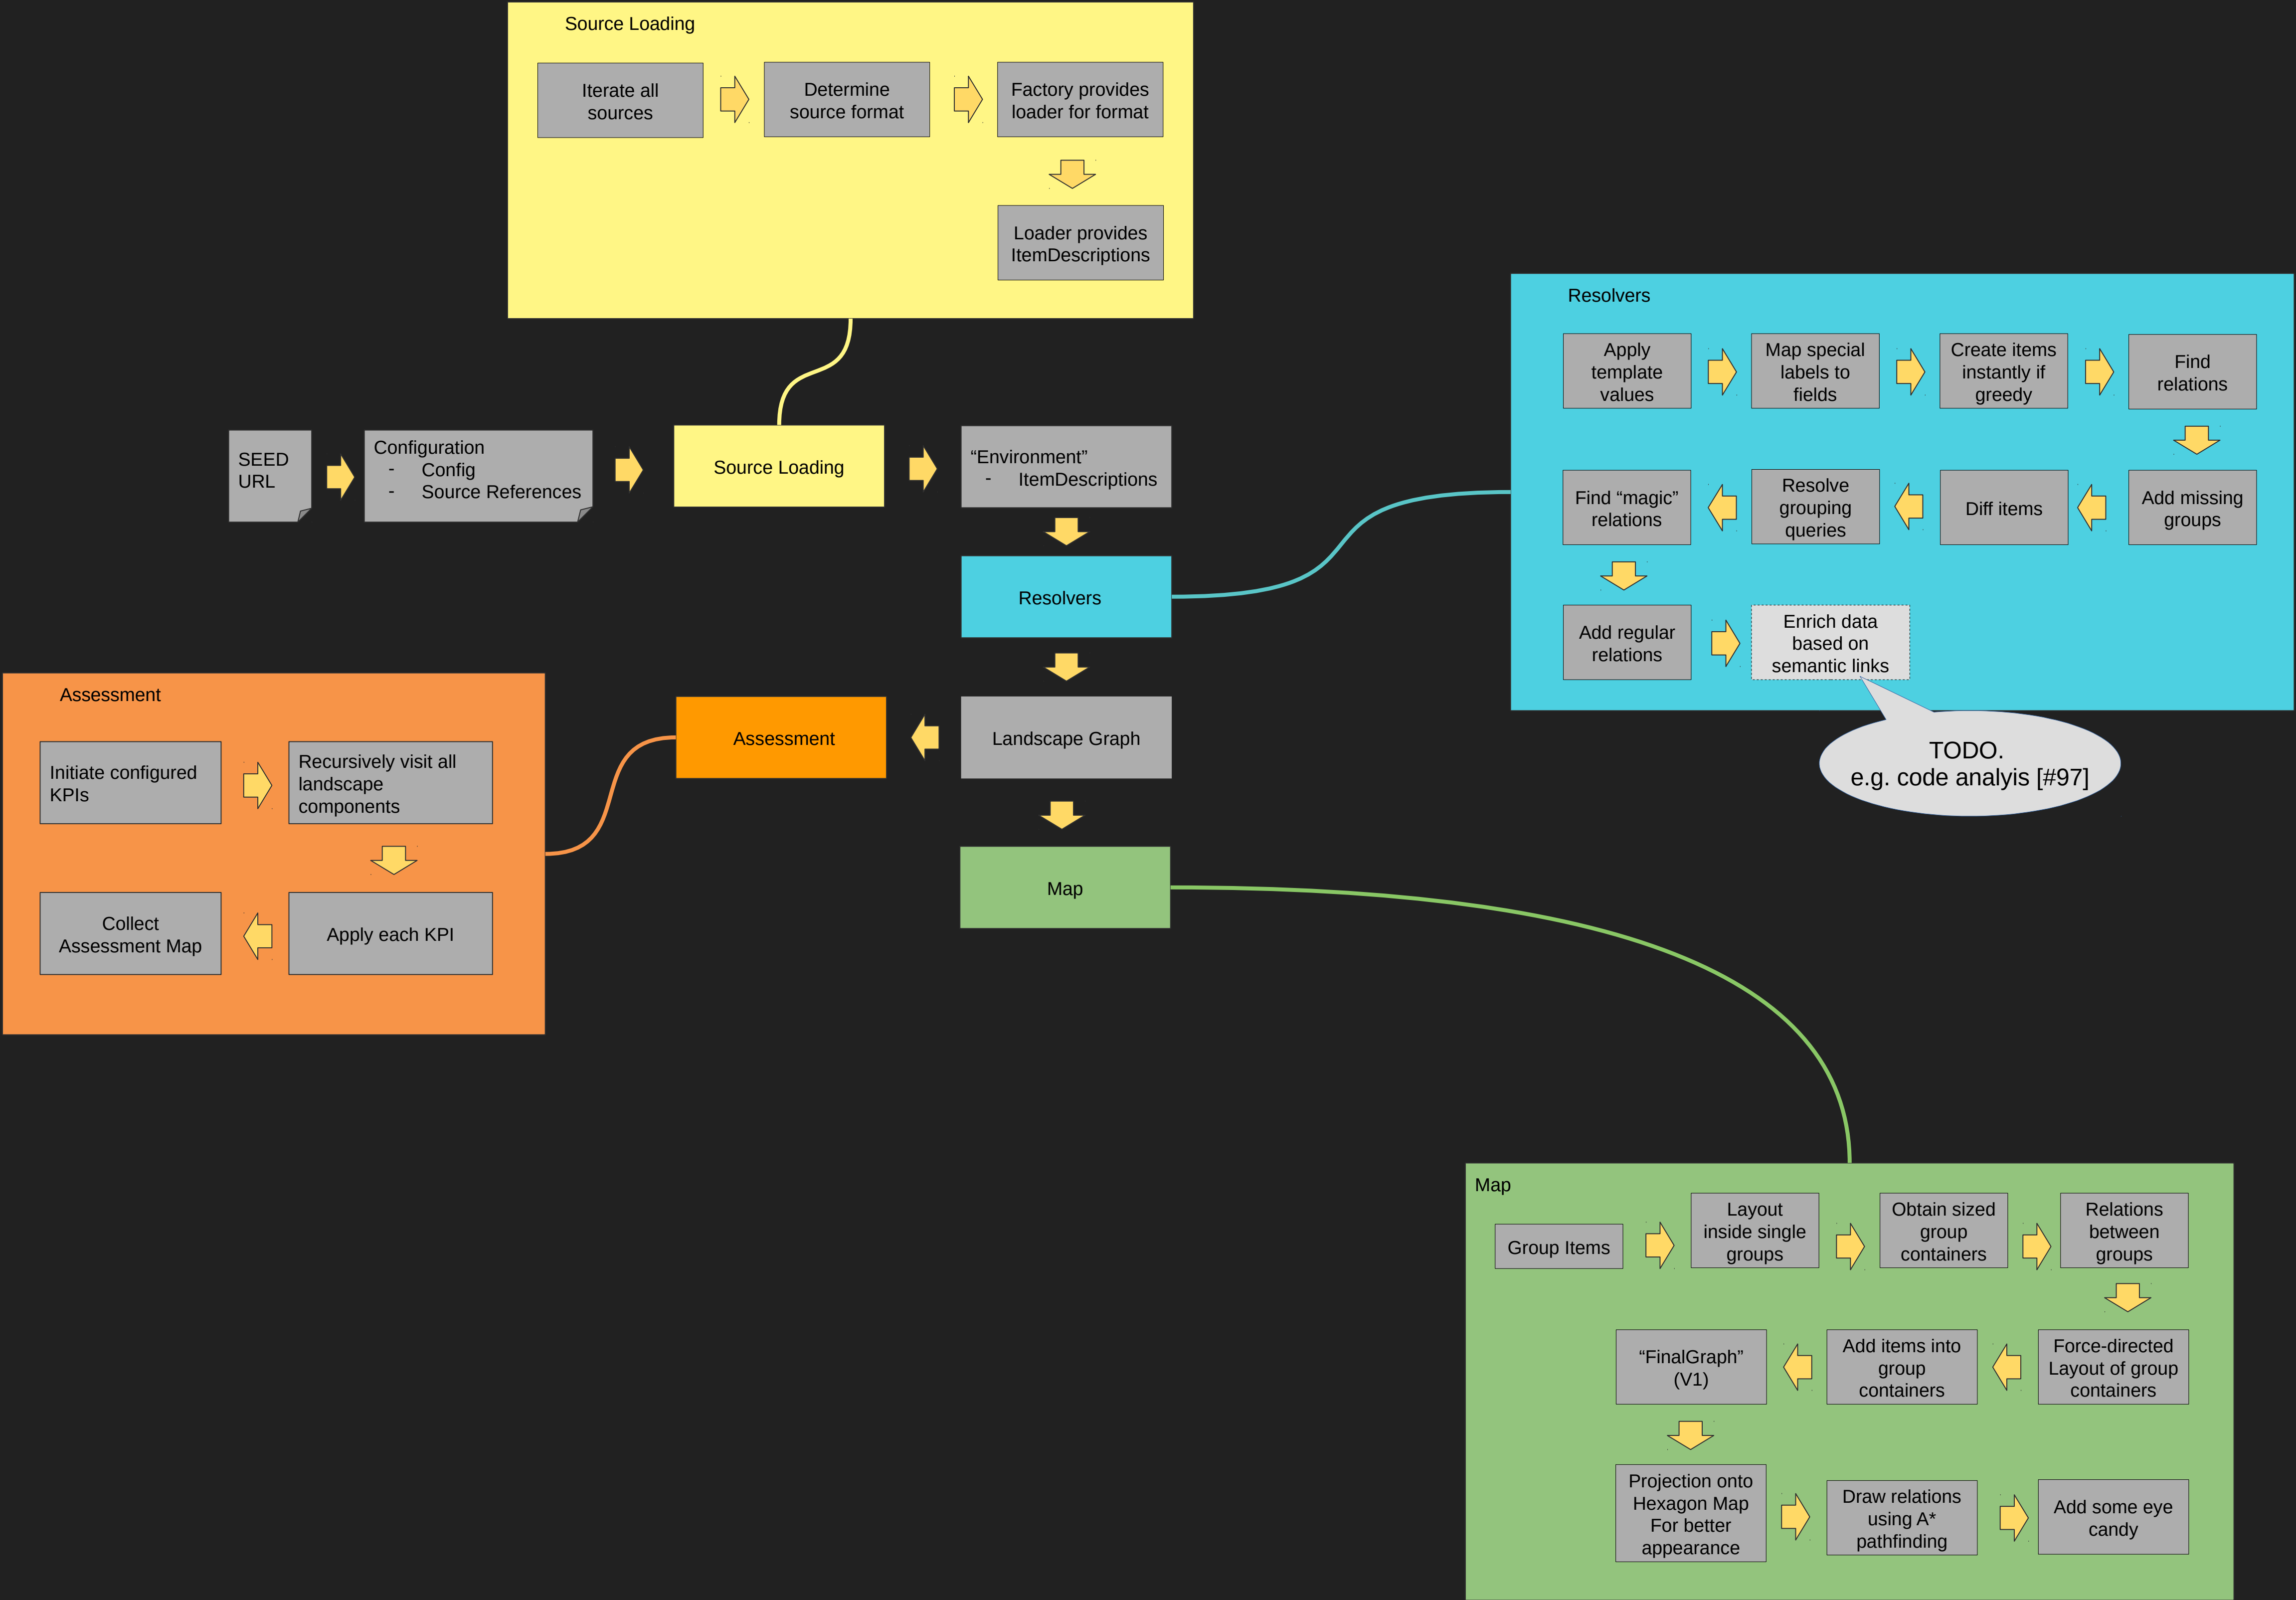 Source Loading
Iterate all
sources
Determine
source format
Factory provides
loader for format
Loader provides
ItemDescriptions
SEED
URL
Configuration
- Config
- Source References
Source Loading
“Environment”
- ItemDescriptions
Resolvers
Landscape Graph
Assessment
Map
Resolvers
Apply
template
values
Map special
labels to
fields
Create items
instantly if
greedy
Find
relations
Add missing
groups
Diff items
Resolve
grouping
queries
Find “magic”
relations
Add regular
relations
Enrich data
based on
semantic links
TODO.
e.g. code analyis [#97]
Assessment
Initiate configured
KPIs
Recursively visit all
landscape
components
Apply each KPI
Collect
Assessment Map
Map
Group Items
Layout
inside single
groups
Obtain sized
group
containers
Relations
between
groups
Force-directed
Layout of group
containers
Add items into
group
containers
“FinalGraph”
(V1)
Projection onto
Hexagon Map
For better
appearance
Draw relations
using A*
pathfinding
Add some eye
candy